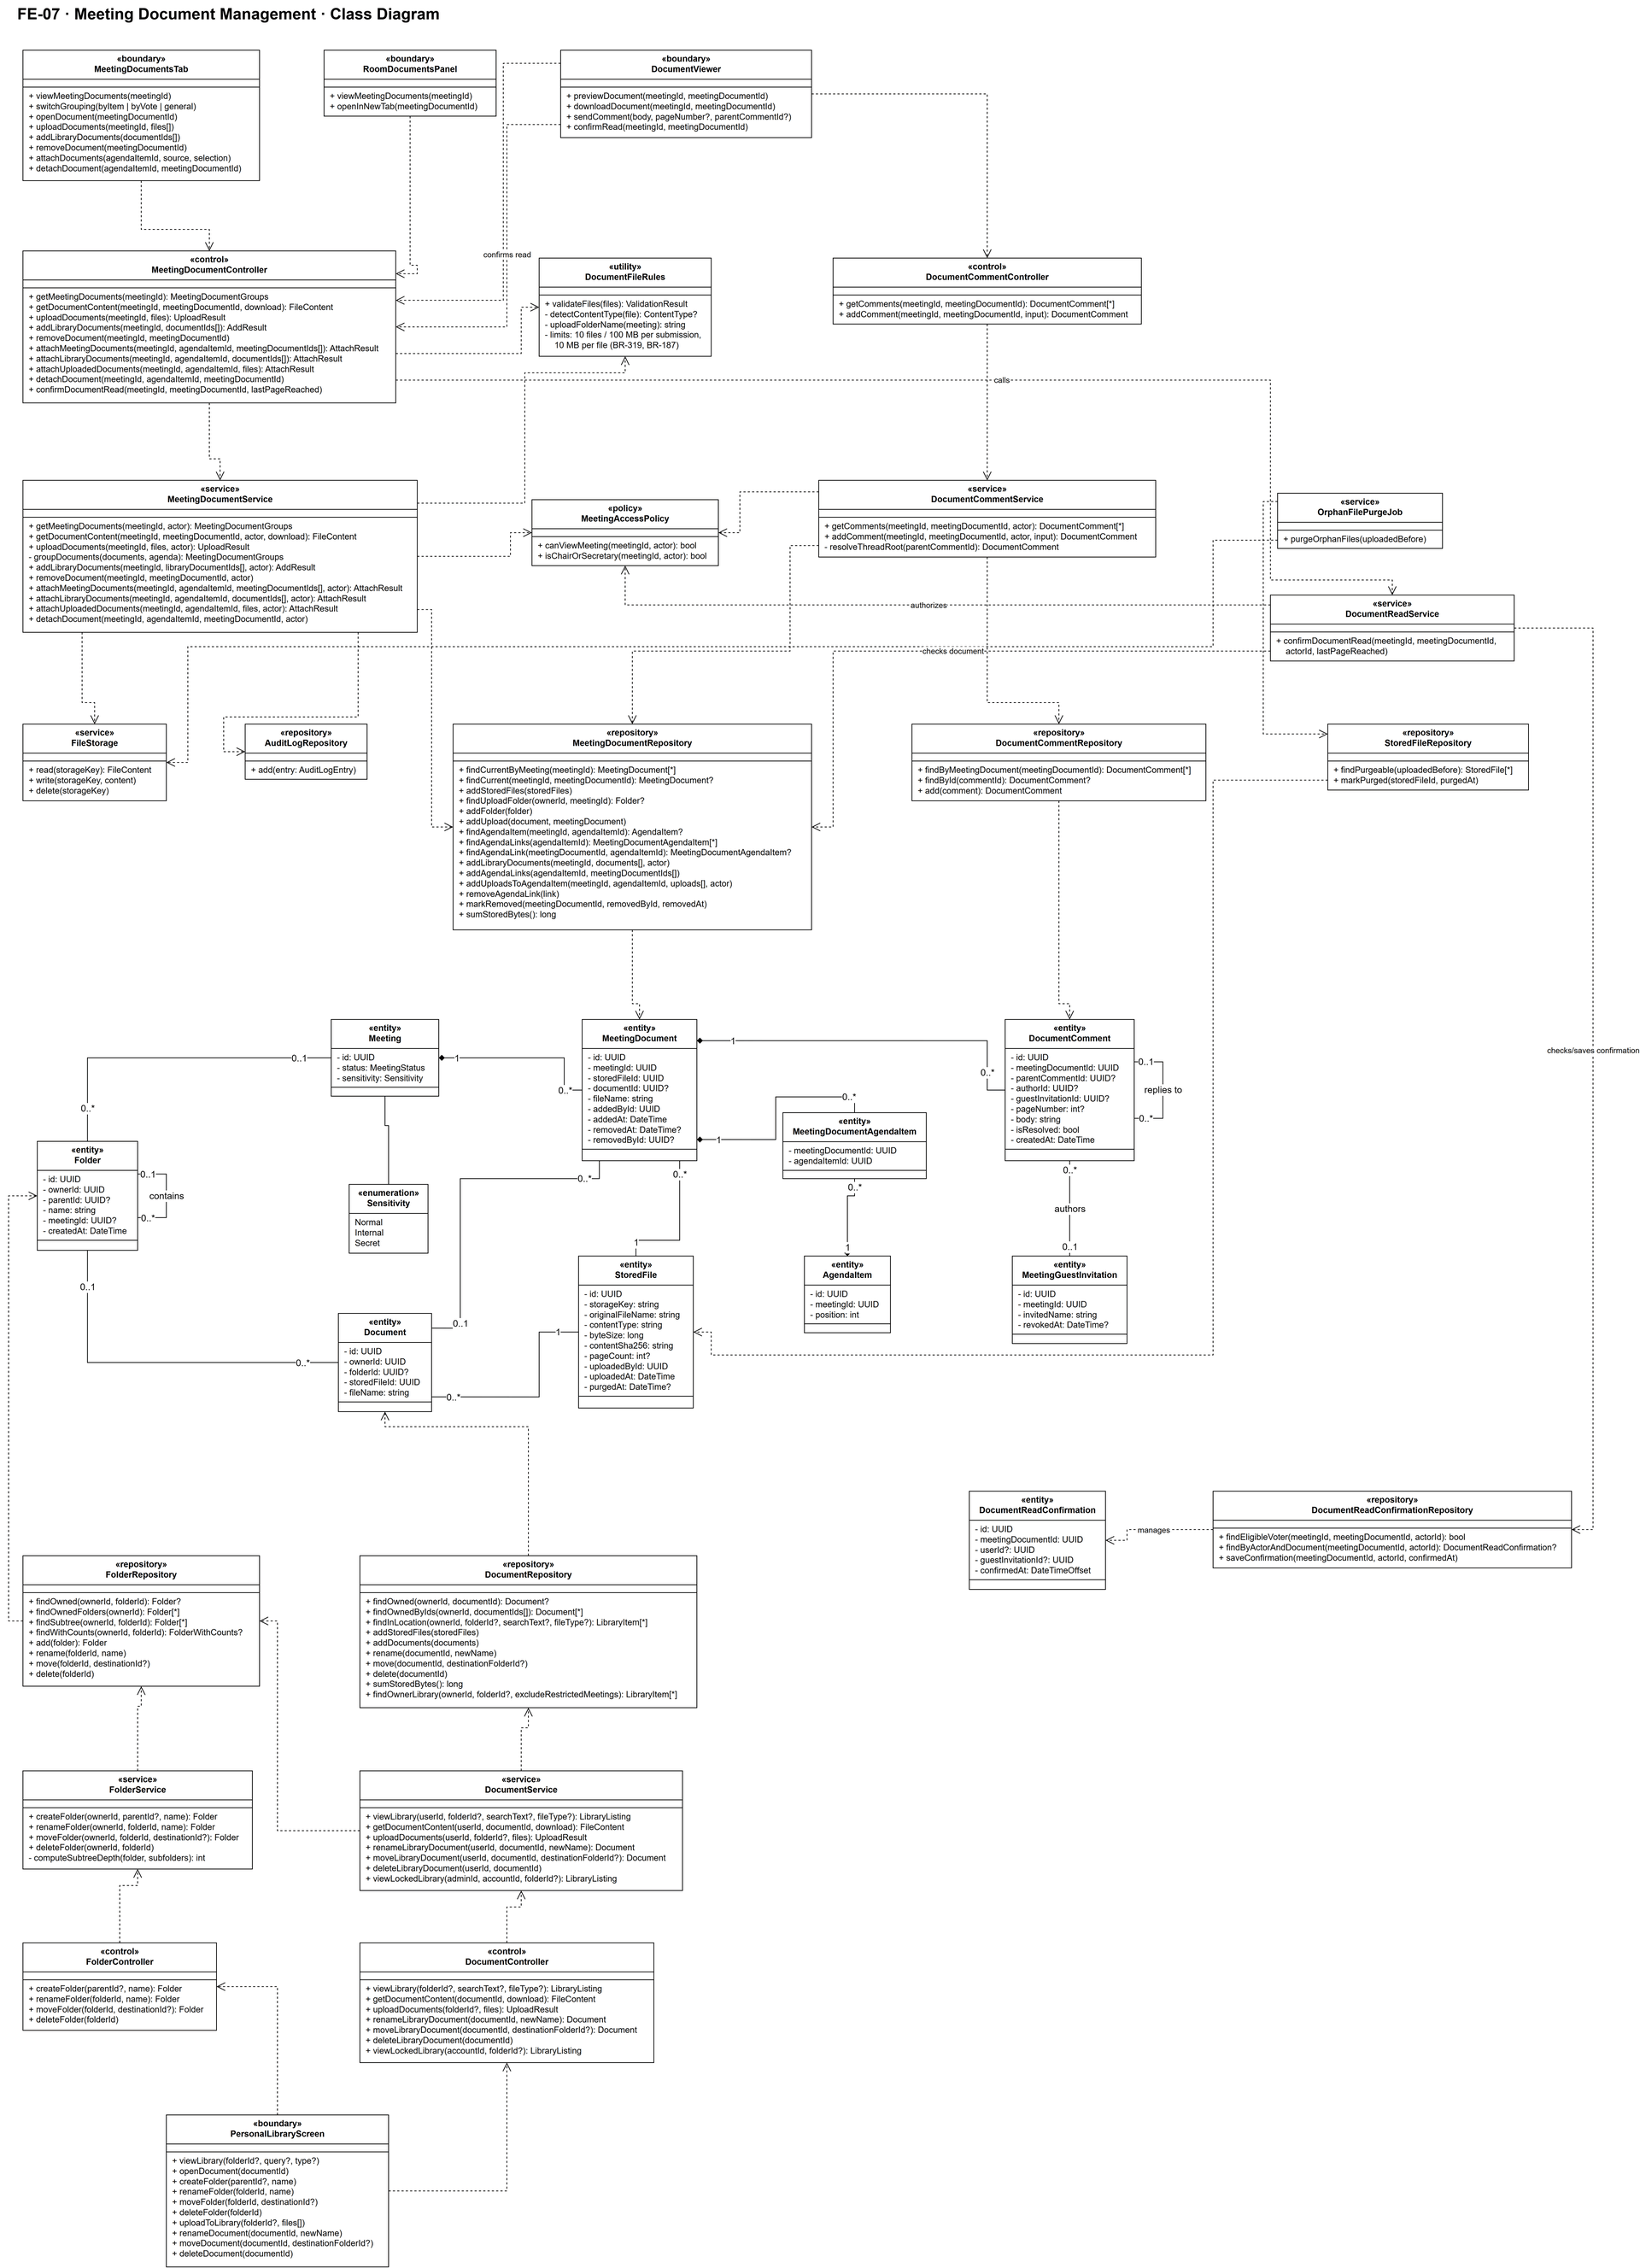 FE-07 · Meeting Document Management · Class Diagram
«boundary»
MeetingDocumentsTab
+ viewMeetingDocuments(meetingId)
+ switchGrouping(byItem | byVote | general)
+ openDocument(meetingDocumentId)
+ uploadDocuments(meetingId, files[])
+ addLibraryDocuments(documentIds[])
+ removeDocument(meetingDocumentId)
+ attachDocuments(agendaItemId, source, selection)
+ detachDocument(agendaItemId, meetingDocumentId)
«boundary»
RoomDocumentsPanel
+ viewMeetingDocuments(meetingId)
+ openInNewTab(meetingDocumentId)
«boundary»
DocumentViewer
+ previewDocument(meetingId, meetingDocumentId)
+ downloadDocument(meetingId, meetingDocumentId)
+ sendComment(body, pageNumber?, parentCommentId?)
+ confirmRead(meetingId, meetingDocumentId)
confirms read
«control»
MeetingDocumentController
+ getMeetingDocuments(meetingId): MeetingDocumentGroups
+ getDocumentContent(meetingId, meetingDocumentId, download): FileContent
+ uploadDocuments(meetingId, files): UploadResult
+ addLibraryDocuments(meetingId, documentIds[]): AddResult
+ removeDocument(meetingId, meetingDocumentId)
+ attachMeetingDocuments(meetingId, agendaItemId, meetingDocumentIds[]): AttachResult
+ attachLibraryDocuments(meetingId, agendaItemId, documentIds[]): AttachResult
+ attachUploadedDocuments(meetingId, agendaItemId, files): AttachResult
+ detachDocument(meetingId, agendaItemId, meetingDocumentId)
+ confirmDocumentRead(meetingId, meetingDocumentId, lastPageReached)
«utility»
DocumentFileRules
+ validateFiles(files): ValidationResult
- detectContentType(file): ContentType?
- uploadFolderName(meeting): string
- limits: 10 files / 100 MB per submission,
10 MB per file (BR-319, BR-187)
«control»
DocumentCommentController
+ getComments(meetingId, meetingDocumentId): DocumentComment[*]
+ addComment(meetingId, meetingDocumentId, input): DocumentComment
calls
«service»
MeetingDocumentService
+ getMeetingDocuments(meetingId, actor): MeetingDocumentGroups
+ getDocumentContent(meetingId, meetingDocumentId, actor, download): FileContent
+ uploadDocuments(meetingId, files, actor): UploadResult
- groupDocuments(documents, agenda): MeetingDocumentGroups
+ addLibraryDocuments(meetingId, libraryDocumentIds[], actor): AddResult
+ removeDocument(meetingId, meetingDocumentId, actor)
+ attachMeetingDocuments(meetingId, agendaItemId, meetingDocumentIds[], actor): AttachResult
+ attachLibraryDocuments(meetingId, agendaItemId, documentIds[], actor): AttachResult
+ attachUploadedDocuments(meetingId, agendaItemId, files, actor): AttachResult
+ detachDocument(meetingId, agendaItemId, meetingDocumentId, actor)
«policy»
MeetingAccessPolicy
+ canViewMeeting(meetingId, actor): bool
+ isChairOrSecretary(meetingId, actor): bool
«service»
DocumentCommentService
+ getComments(meetingId, meetingDocumentId, actor): DocumentComment[*]
+ addComment(meetingId, meetingDocumentId, actor, input): DocumentComment
- resolveThreadRoot(parentCommentId): DocumentComment
«service»
OrphanFilePurgeJob
+ purgeOrphanFiles(uploadedBefore)
authorizes
«service»
DocumentReadService
+ confirmDocumentRead(meetingId, meetingDocumentId,
actorId, lastPageReached)
checks document
«service»
FileStorage
+ read(storageKey): FileContent
+ write(storageKey, content)
+ delete(storageKey)
«repository»
AuditLogRepository
+ add(entry: AuditLogEntry)
«repository»
MeetingDocumentRepository
+ findCurrentByMeeting(meetingId): MeetingDocument[*]
+ findCurrent(meetingId, meetingDocumentId): MeetingDocument?
+ addStoredFiles(storedFiles)
+ findUploadFolder(ownerId, meetingId): Folder?
+ addFolder(folder)
+ addUpload(document, meetingDocument)
+ findAgendaItem(meetingId, agendaItemId): AgendaItem?
+ findAgendaLinks(agendaItemId): MeetingDocumentAgendaItem[*]
+ findAgendaLink(meetingDocumentId, agendaItemId): MeetingDocumentAgendaItem?
+ addLibraryDocuments(meetingId, documents[], actor)
+ addAgendaLinks(agendaItemId, meetingDocumentIds[])
+ addUploadsToAgendaItem(meetingId, agendaItemId, uploads[], actor)
+ removeAgendaLink(link)
+ markRemoved(meetingDocumentId, removedById, removedAt)
+ sumStoredBytes(): long
«repository»
DocumentCommentRepository
+ findByMeetingDocument(meetingDocumentId): DocumentComment[*]
+ findById(commentId): DocumentComment?
+ add(comment): DocumentComment
«repository»
StoredFileRepository
+ findPurgeable(uploadedBefore): StoredFile[*]
+ markPurged(storedFileId, purgedAt)
«entity»
Meeting
- id: UUID
- status: MeetingStatus
- sensitivity: Sensitivity
0..1
0..*
1
0..*
«entity»
MeetingDocument
- id: UUID
- meetingId: UUID
- storedFileId: UUID
- documentId: UUID?
- fileName: string
- addedById: UUID
- addedAt: DateTime
- removedAt: DateTime?
- removedById: UUID?
1
0..*
1
0..*
«entity»
DocumentComment
- id: UUID
- meetingDocumentId: UUID
- parentCommentId: UUID?
- authorId: UUID?
- guestInvitationId: UUID?
- pageNumber: int?
- body: string
- isResolved: bool
- createdAt: DateTime
0..1
replies to
0..*
checks/saves confirmation
«entity»
MeetingDocumentAgendaItem
- meetingDocumentId: UUID
- agendaItemId: UUID
«entity»
Folder
- id: UUID
- ownerId: UUID
- parentId: UUID?
- name: string
- meetingId: UUID?
- createdAt: DateTime
0..1
contains
0..*
«enumeration»
Sensitivity
Normal
Internal
Secret
0..*
0..*
0..*
0..*
authors
0..1
1
1
«entity»
StoredFile
- id: UUID
- storageKey: string
- originalFileName: string
- contentType: string
- byteSize: long
- contentSha256: string
- pageCount: int?
- uploadedById: UUID
- uploadedAt: DateTime
- purgedAt: DateTime?
«entity»
AgendaItem
- id: UUID
- meetingId: UUID
- position: int
«entity»
MeetingGuestInvitation
- id: UUID
- meetingId: UUID
- invitedName: string
- revokedAt: DateTime?
0..1
0..*
«entity»
Document
- id: UUID
- ownerId: UUID
- folderId: UUID?
- storedFileId: UUID
- fileName: string
0..1
1
0..*
«entity»
DocumentReadConfirmation
- id: UUID
- meetingDocumentId: UUID
- userId?: UUID
- guestInvitationId?: UUID
- confirmedAt: DateTimeOffset
manages
«repository»
DocumentReadConfirmationRepository
+ findEligibleVoter(meetingId, meetingDocumentId, actorId): bool
+ findByActorAndDocument(meetingDocumentId, actorId): DocumentReadConfirmation?
+ saveConfirmation(meetingDocumentId, actorId, confirmedAt)
«repository»
FolderRepository
+ findOwned(ownerId, folderId): Folder?
+ findOwnedFolders(ownerId): Folder[*]
+ findSubtree(ownerId, folderId): Folder[*]
+ findWithCounts(ownerId, folderId): FolderWithCounts?
+ add(folder): Folder
+ rename(folderId, name)
+ move(folderId, destinationId?)
+ delete(folderId)
«repository»
DocumentRepository
+ findOwned(ownerId, documentId): Document?
+ findOwnedByIds(ownerId, documentIds[]): Document[*]
+ findInLocation(ownerId, folderId?, searchText?, fileType?): LibraryItem[*]
+ addStoredFiles(storedFiles)
+ addDocuments(documents)
+ rename(documentId, newName)
+ move(documentId, destinationFolderId?)
+ delete(documentId)
+ sumStoredBytes(): long
+ findOwnerLibrary(ownerId, folderId?, excludeRestrictedMeetings): LibraryItem[*]
«service»
FolderService
+ createFolder(ownerId, parentId?, name): Folder
+ renameFolder(ownerId, folderId, name): Folder
+ moveFolder(ownerId, folderId, destinationId?): Folder
+ deleteFolder(ownerId, folderId)
- computeSubtreeDepth(folder, subfolders): int
«service»
DocumentService
+ viewLibrary(userId, folderId?, searchText?, fileType?): LibraryListing
+ getDocumentContent(userId, documentId, download): FileContent
+ uploadDocuments(userId, folderId?, files): UploadResult
+ renameLibraryDocument(userId, documentId, newName): Document
+ moveLibraryDocument(userId, documentId, destinationFolderId?): Document
+ deleteLibraryDocument(userId, documentId)
+ viewLockedLibrary(adminId, accountId, folderId?): LibraryListing
«control»
FolderController
+ createFolder(parentId?, name): Folder
+ renameFolder(folderId, name): Folder
+ moveFolder(folderId, destinationId?): Folder
+ deleteFolder(folderId)
«control»
DocumentController
+ viewLibrary(folderId?, searchText?, fileType?): LibraryListing
+ getDocumentContent(documentId, download): FileContent
+ uploadDocuments(folderId?, files): UploadResult
+ renameLibraryDocument(documentId, newName): Document
+ moveLibraryDocument(documentId, destinationFolderId?): Document
+ deleteLibraryDocument(documentId)
+ viewLockedLibrary(accountId, folderId?): LibraryListing
«boundary»
PersonalLibraryScreen
+ viewLibrary(folderId?, query?, type?)
+ openDocument(documentId)
+ createFolder(parentId?, name)
+ renameFolder(folderId, name)
+ moveFolder(folderId, destinationId?)
+ deleteFolder(folderId)
+ uploadToLibrary(folderId?, files[])
+ renameDocument(documentId, newName)
+ moveDocument(documentId, destinationFolderId?)
+ deleteDocument(documentId)